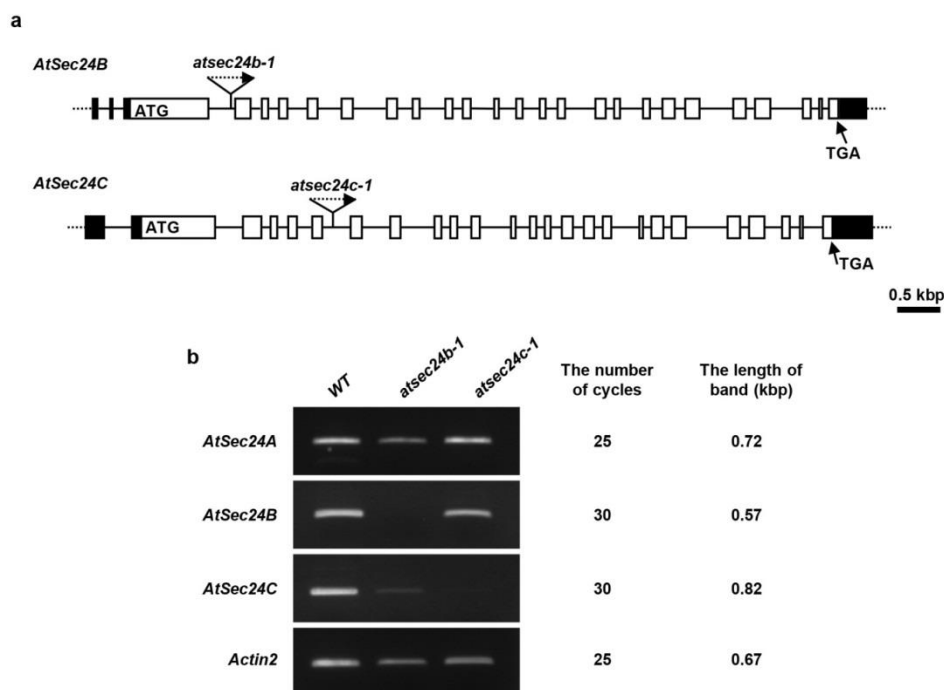 a
AtSec24B
atsec24b-1
ATG
TGA
AtSec24C
atsec24c-1
ATG
TGA
0.5 kbp
b
WT
atsec24b-1
atsec24c-1
The number
of cycles
The length of
band (kbp)
AtSec24A 25 0.72
AtSec24B 30 0.57
AtSec24C 30 0.82
Actin2 25 0.67